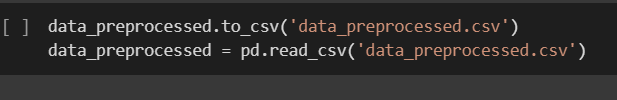 [ ] data_preprocessed.to_csv('data_preprocessed.csv')
data_preprocessed = pd.read_csv('data_preprocessed.csv')